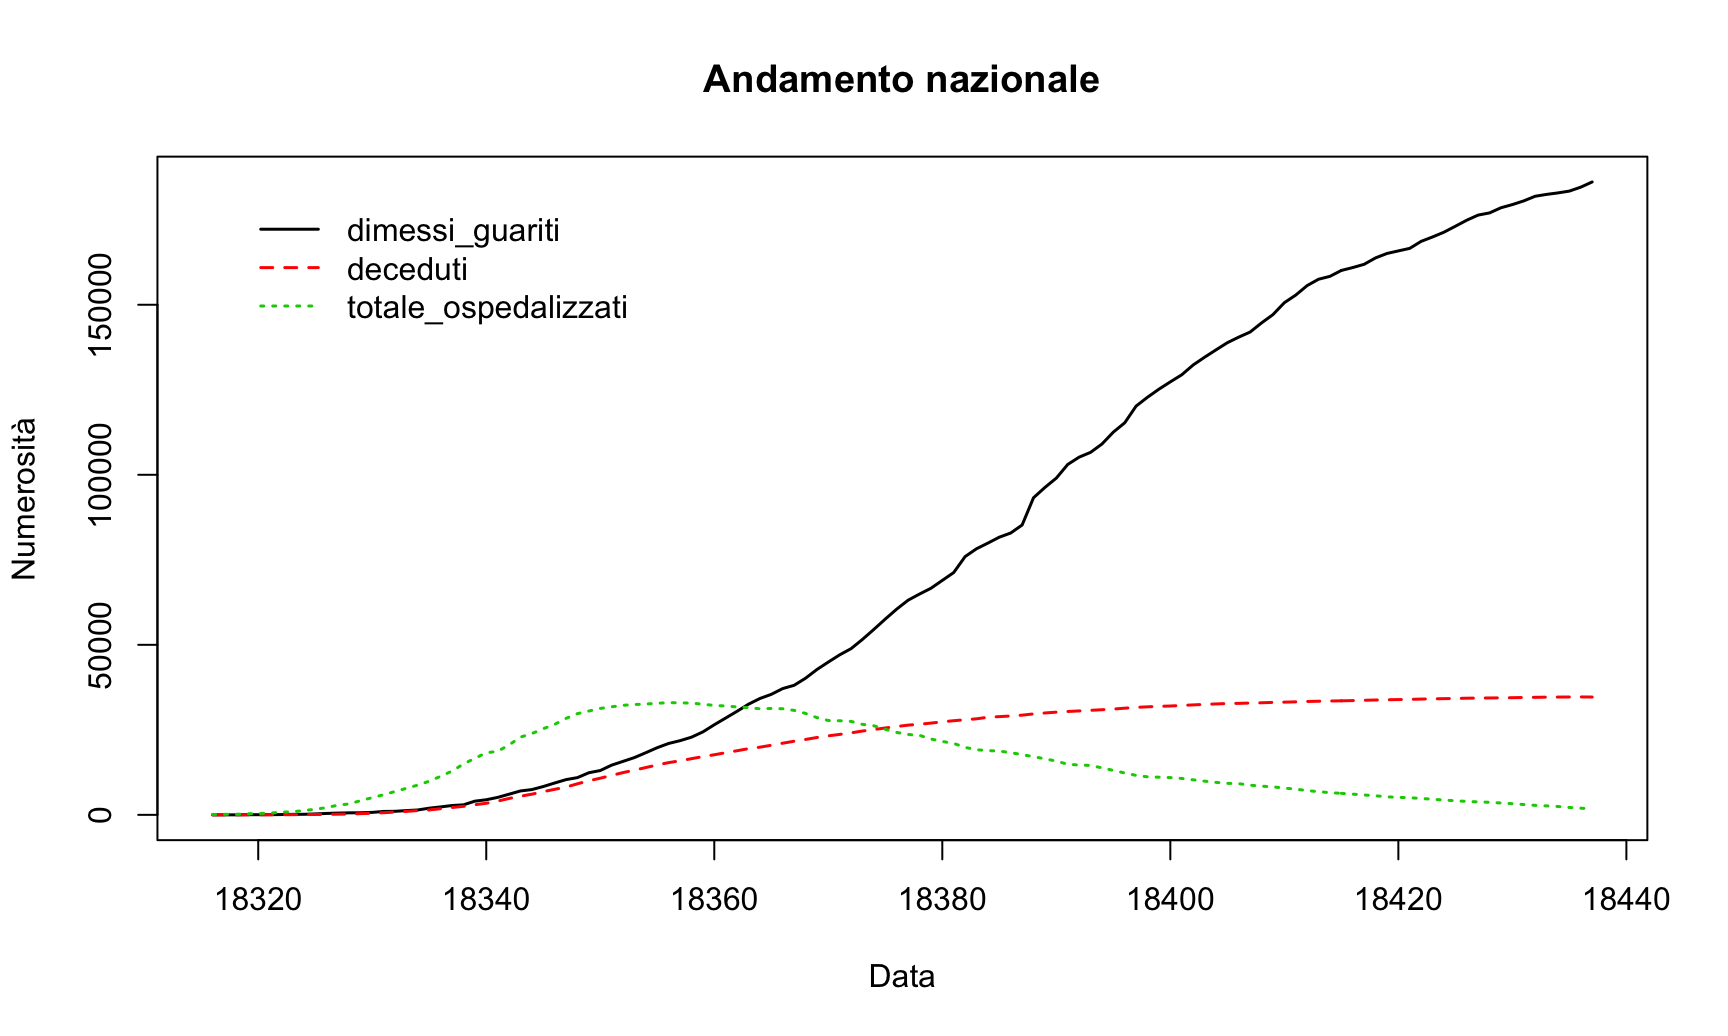 Andamento nazionale
dimessi_guariti
deceduti
totale_ospedalizzati
Numerosità
150000
100000
50000
0
18320 18340 18360 18380 18400 18420 18440
Data